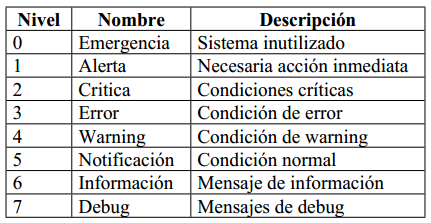 Nivel Nombre Descripción
0 Emergencia Sistema inutilizado
1 Alerta Necesaria acción inmediata
2 Critica Condiciones críticas
3 Error Condición de error
4 Warning Condición de warning
5 Notificación Condición normal
6 Información Mensaje de información
7 Debug Mensajes de debug